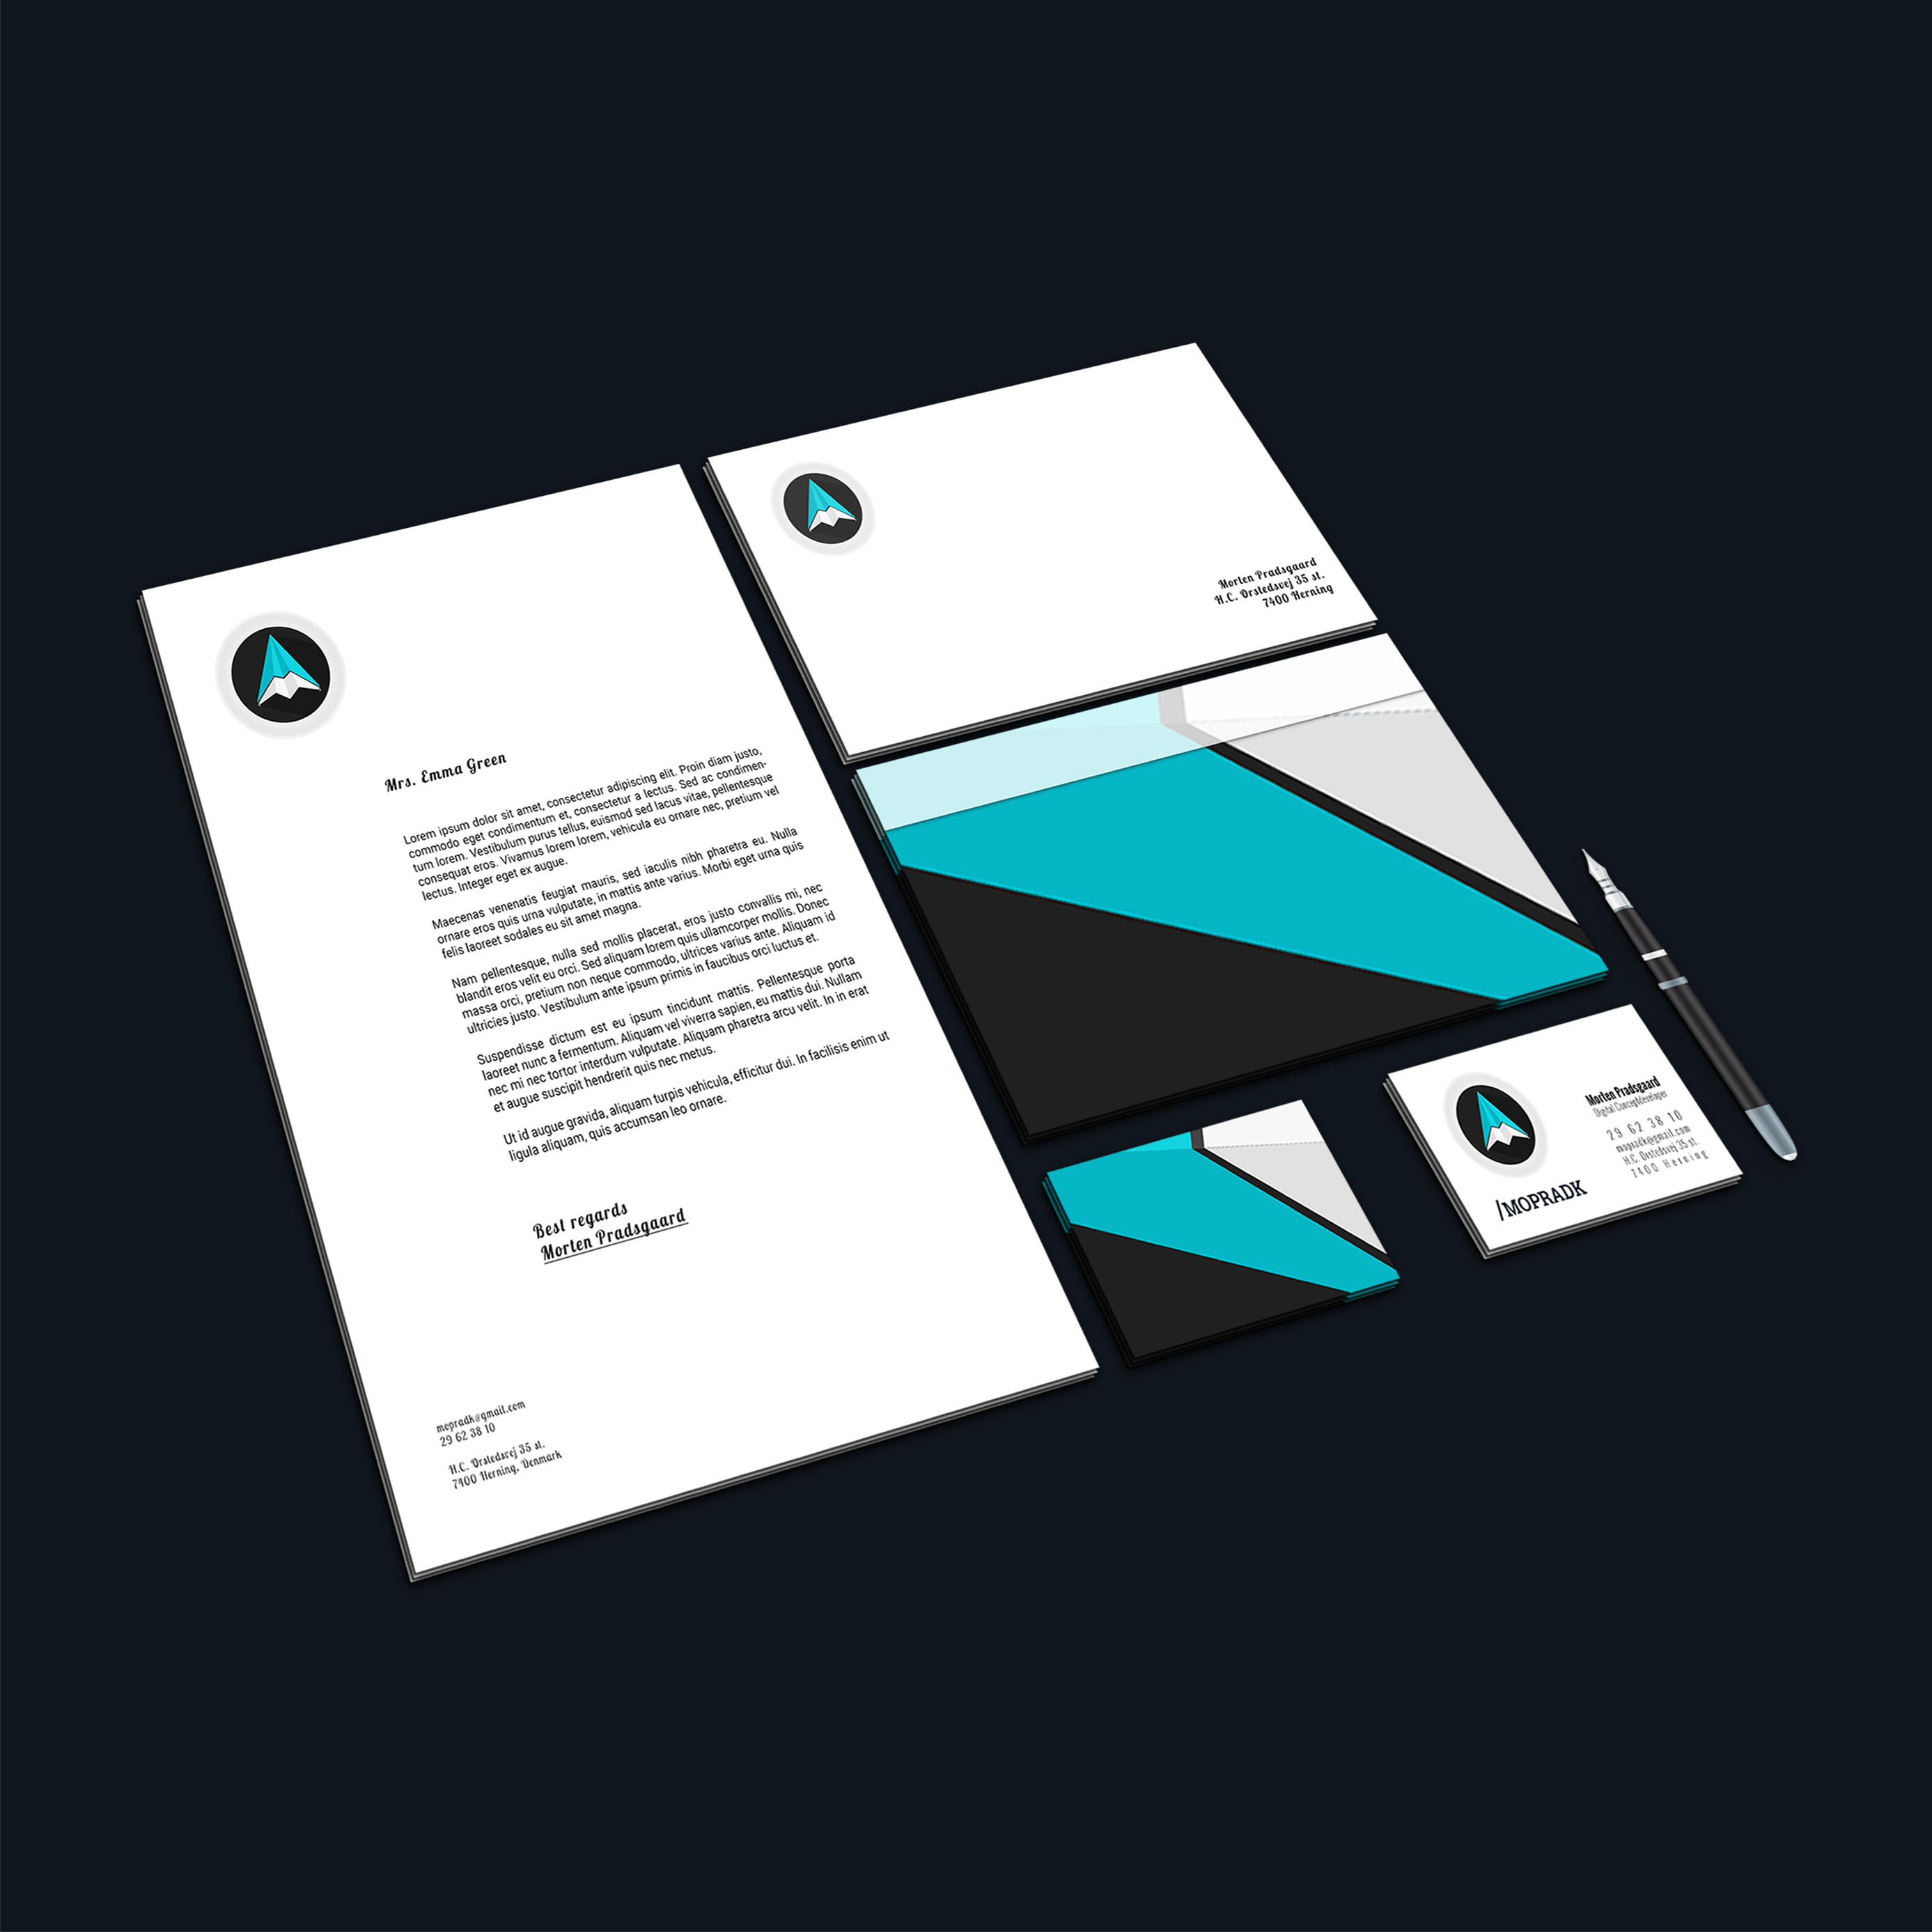 Mrs. Emma Green
Lorem ipsum dolor sit amet, consectetur adipiscing elit. Proin diam justo,
commodo eget condimentum et, consectetur a lectus. Sed ac condimen-
tum lorem. Vestibulum purus tellus, euismod sed lacus vitae, pellentesque
consequat eros. Vivamus lorem lorem, vehicula eu ornare nec, pretium vel
lectus. Integer eget ex augue.
Maecenas venenatis feugiat mauris, sed iaculis nibh pharetra eu. Nulla
ornare eros quis urna vulputate, in mattis ante varius. Morbi eget urna quis
felis laoreet sodales eu sit amet magna.
Nam pellentesque, nulla sed mollis placerat, eros justo convallis mi, nec
blandit eros velit eu orci. Sed aliquam lorem quis ullamcorper mollis. Donec
massa orci, pretium non neque commodo, ultrices varius ante. Aliquam id
ultricies justo. Vestibulum ante ipsum primis in faucibus orci luctus et.
Suspendisse dictum est eu ipsum tincidunt mattis. Pellentesque porta
laoreet nunc a fermentum. Aliquam vel viverra sapien, eu mattis dui. Nullam
nec mi nec tortor interdum vulputate. Aliquam pharetra arcu velit. In in erat
et augue suscipit hendrerit quis nec metus.
Ut id augue gravida, aliquam turpis vehicula, efficitur dui. In facilisis enim ut
ligula aliquam, quis accumsan leo ornare.
Best regards
Morten Pradsgaard
mopradk@gmail.com
29 62 38 10
H.C. Orstedsvej 35 st.
7400 Herning, Denmark
Morten Pradsgaard
H.C. Orstedsvej 35 st.
7400 Herning
/MOPRADK
Morten Pradsgaard
Digital Conceptdeveloper
29 62 38 10
mopradk@gmail.com
H.C. Orstedsvej 35 st.
7400 Herning